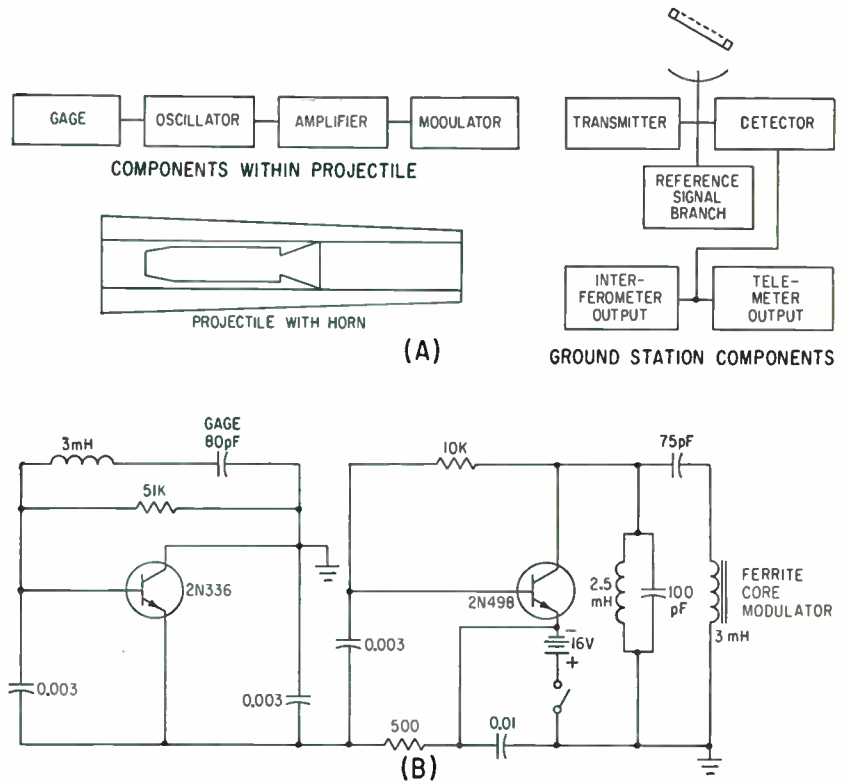 GAGE
OSCILLATOR
AMPLIFIER
MODULATOR
COMPONENTS WITHIN PROJECTILE
PROJECTILE WITH HORN
(A)
TRANSMITTER
DETECTOR
REFERENCE
SIGNAL
BRANCH
INTER-
FEROMETER
OUTPUT
TELE-
METER
OUTPUT
GROUND STATION COMPONENTS
3mH
GAGE
80pF
51K
2N336
0.003
0.003
10K
75pF
2N498
0.003
16V
500
0.01
2.5
mH
100
pF
FERRITE
CORE
MODULATOR
3 mH
(B)